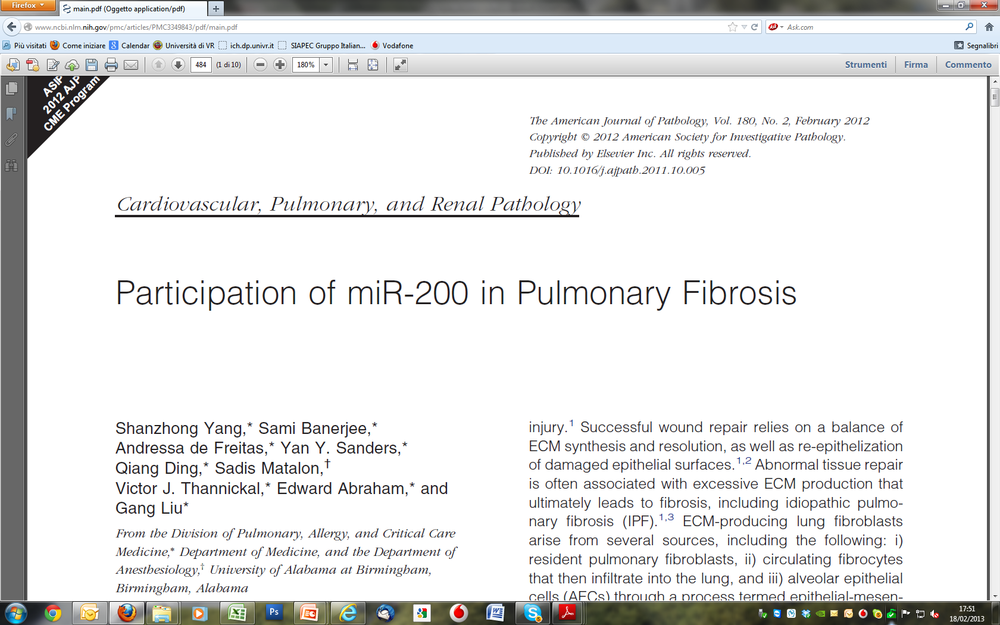 Firefox
main.pdf (Oggetto application/pdf)
www.ncbi.nlm.nih.gov/pmc/articles/PMC3349843/pdf/main.pdf
Ask Ask.com
Più visitati Come iniziare Calendar Università di VR ich.dp.univr.it SIAPEC Gruppo Italian... Vodafone Segnalibri
484 (1 di 10) 180% Strumenti Firma Commento
ASIP
2012 AJP
CME Program
The American Journal of Pathology, Vol. 180, No. 2, February 2012
Copyright © 2012 American Society for Investigative Pathology.
Published by Elsevier Inc. All rights reserved.
DOI: 10.1016/j.ajpath.2011.10.005
Cardiovascular, Pulmonary, and Renal Pathology
Participation of miR-200 in Pulmonary Fibrosis
Shanzhong Yang,* Sami Banerjee,*
Andressa de Freitas,* Yan Y. Sanders,*
Qiang Ding,* Sadis Matalon,†
Victor J. Thannickal,* Edward Abraham,* and
Gang Liu*
From the Division of Pulmonary, Allergy, and Critical Care
Medicine,* Department of Medicine, and the Department of
Anesthesiology,† University of Alabama at Birmingham,
Birmingham, Alabama
injury.1 Successful wound repair relies on a balance of
ECM synthesis and resolution, as well as re-epithelization
of damaged epithelial surfaces.1,2 Abnormal tissue repair
is often associated with excessive ECM production that
ultimately leads to fibrosis, including idiopathic pulmo-
nary fibrosis (IPF).1,3 ECM-producing lung fibroblasts
arise from several sources, including the following: i)
resident pulmonary fibroblasts, ii) circulating fibrocytes
that then infiltrate into the lung, and iii) alveolar epithelial
cells (AECs) through a process termed epithelial-mesen-
Ps
17:51
18/02/2013